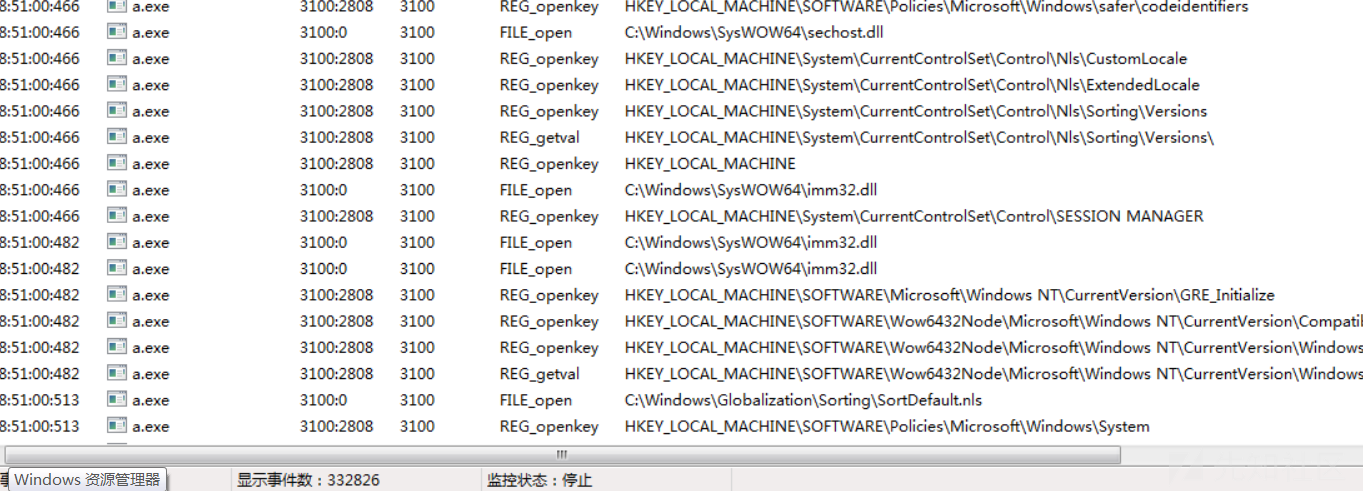 8:51:00:466 a.exe 3100:2808 3100 REG_openkey HKEY_LOCAL_MACHINE\SOFTWARE\Policies\Microsoft\Windows\safer\codeidentifiers
8:51:00:466 a.exe 3100:0 3100 FILE_open C:\Windows\SysWOW64\sechost.dll
8:51:00:466 a.exe 3100:2808 3100 REG_openkey HKEY_LOCAL_MACHINE\System\CurrentControlSet\Control\Nls\CustomLocale
8:51:00:466 a.exe 3100:2808 3100 REG_openkey HKEY_LOCAL_MACHINE\System\CurrentControlSet\Control\Nls\ExtendedLocale
8:51:00:466 a.exe 3100:2808 3100 REG_openkey HKEY_LOCAL_MACHINE\System\CurrentControlSet\Control\Nls\Sorting\Versions
8:51:00:466 a.exe 3100:2808 3100 REG_getval HKEY_LOCAL_MACHINE\System\CurrentControlSet\Control\Nls\Sorting\Versions\
8:51:00:466 a.exe 3100:2808 3100 REG_openkey HKEY_LOCAL_MACHINE
8:51:00:466 a.exe 3100:0 3100 FILE_open C:\Windows\SysWOW64\imm32.dll
8:51:00:466 a.exe 3100:2808 3100 REG_openkey HKEY_LOCAL_MACHINE\System\CurrentControlSet\Control\SESSION MANAGER
8:51:00:482 a.exe 3100:0 3100 FILE_open C:\Windows\SysWOW64\imm32.dll
8:51:00:482 a.exe 3100:0 3100 FILE_open C:\Windows\SysWOW64\imm32.dll
8:51:00:482 a.exe 3100:2808 3100 REG_openkey HKEY_LOCAL_MACHINE\SOFTWARE\Microsoft\Windows NT\CurrentVersion\GRE_Initialize
8:51:00:482 a.exe 3100:2808 3100 REG_openkey HKEY_LOCAL_MACHINE\SOFTWARE\Wow6432Node\Microsoft\Windows NT\CurrentVersion\Compatib
8:51:00:482 a.exe 3100:2808 3100 REG_openkey HKEY_LOCAL_MACHINE\SOFTWARE\Wow6432Node\Microsoft\Windows NT\CurrentVersion\Windows
8:51:00:482 a.exe 3100:2808 3100 REG_getval HKEY_LOCAL_MACHINE\SOFTWARE\Wow6432Node\Microsoft\Windows NT\CurrentVersion\Windows
8:51:00:513 a.exe 3100:0 3100 FILE_open C:\Windows\Globalization\Sorting\SortDefault.nls
8:51:00:513 a.exe 3100:2808 3100 REG_openkey HKEY_LOCAL_MACHINE\SOFTWARE\Policies\Microsoft\Windows\System
Windows 资源管理器 显示事件数：332826 监控状态：停止